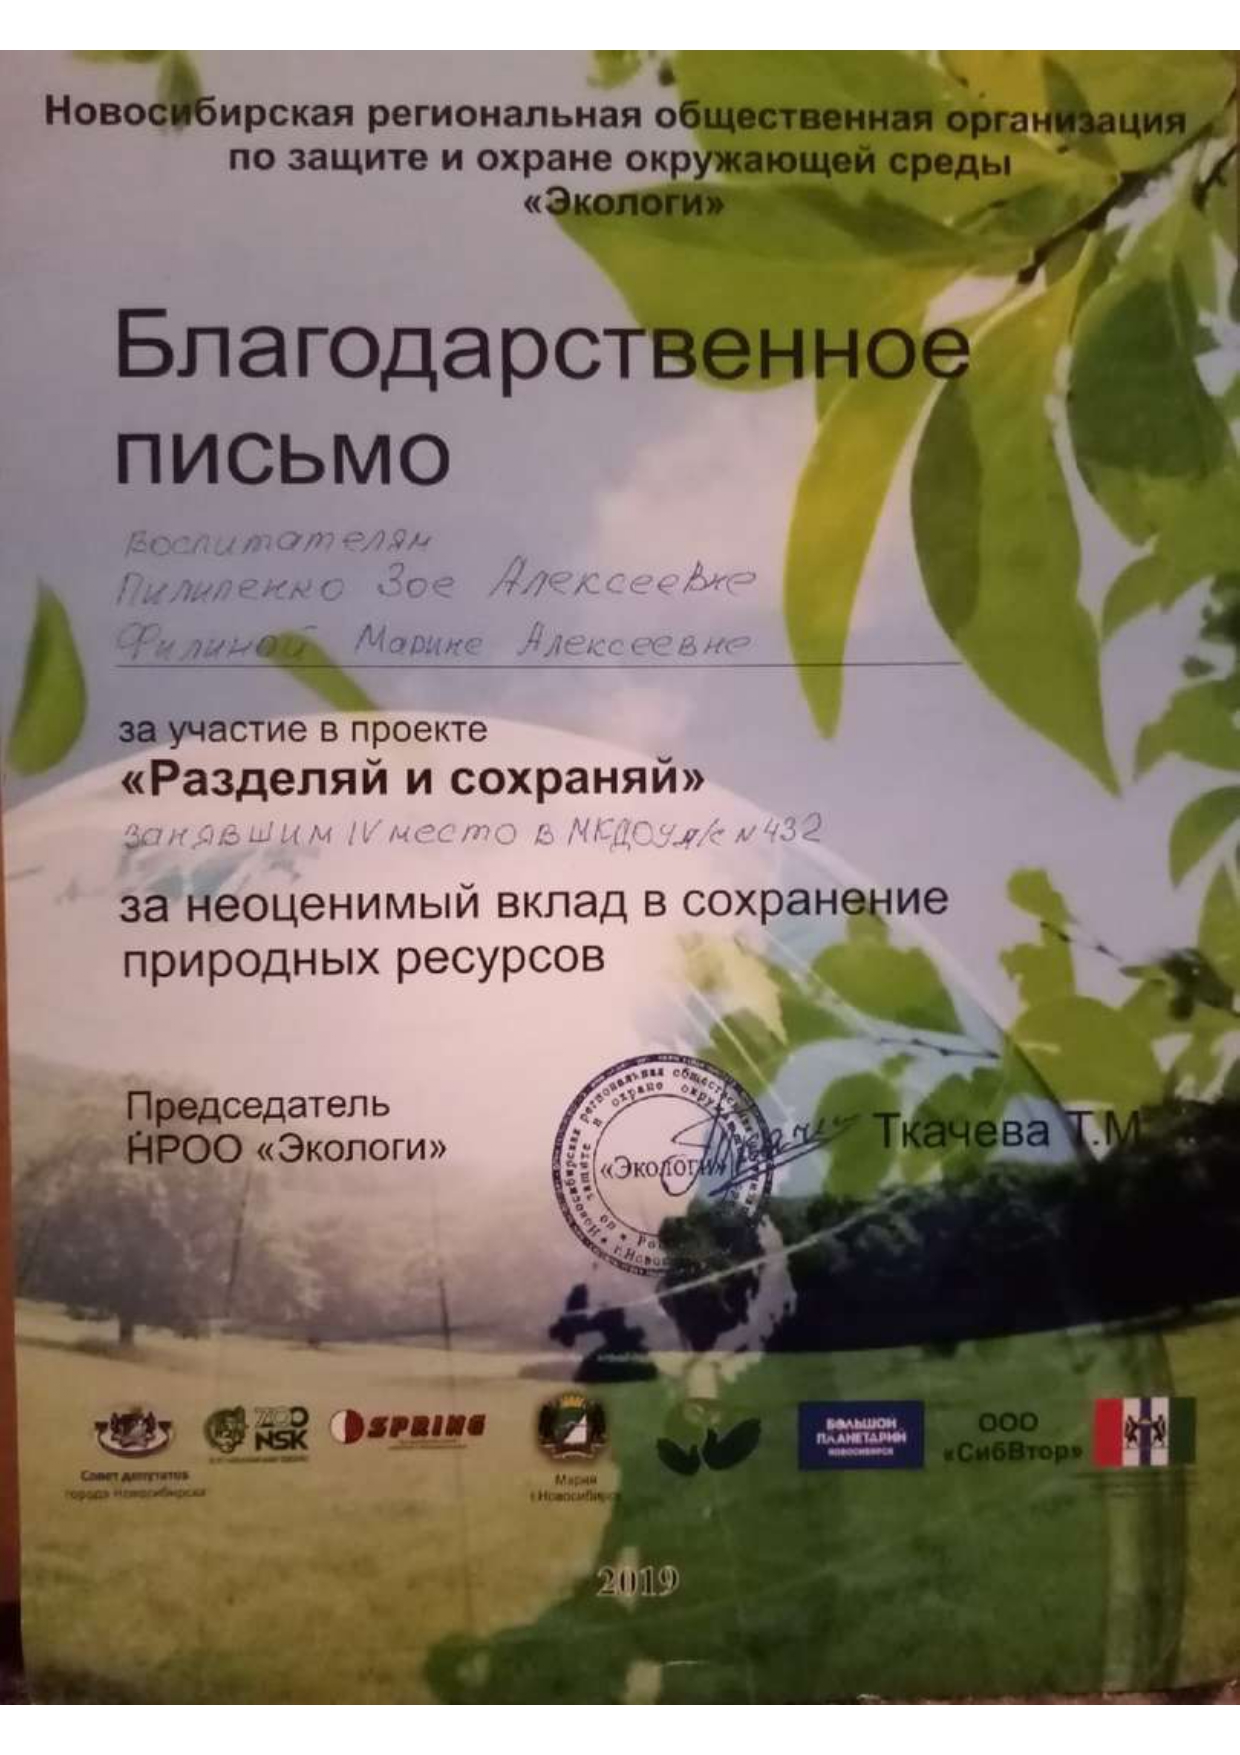 Новосибирская региональная общественная организация
по защите и охране окружающей среды
«Экологи»
Благодарственное
письмо
воспитателям
Пилипенко Зое Алексеевне
Филиной Марине Алексеевне
за участие в проекте
«Разделяй и сохраняй»
занявшим IV место в МКДОУ д/с № 432
за неоценимый вклад в сохранение
природных ресурсов
Председатель
НРОО «Экологи»
«Экологи»
Ткачева Т.М
Совет депутатов
города Новосибирска
ZOO
NSK
SPRING
Мэрия
г.Новосибирск
БОЛЬШОЙ
ПЛАНЕТАРИЙ
НОВОСИБИРСК
ООО
«СибВтор»
2019